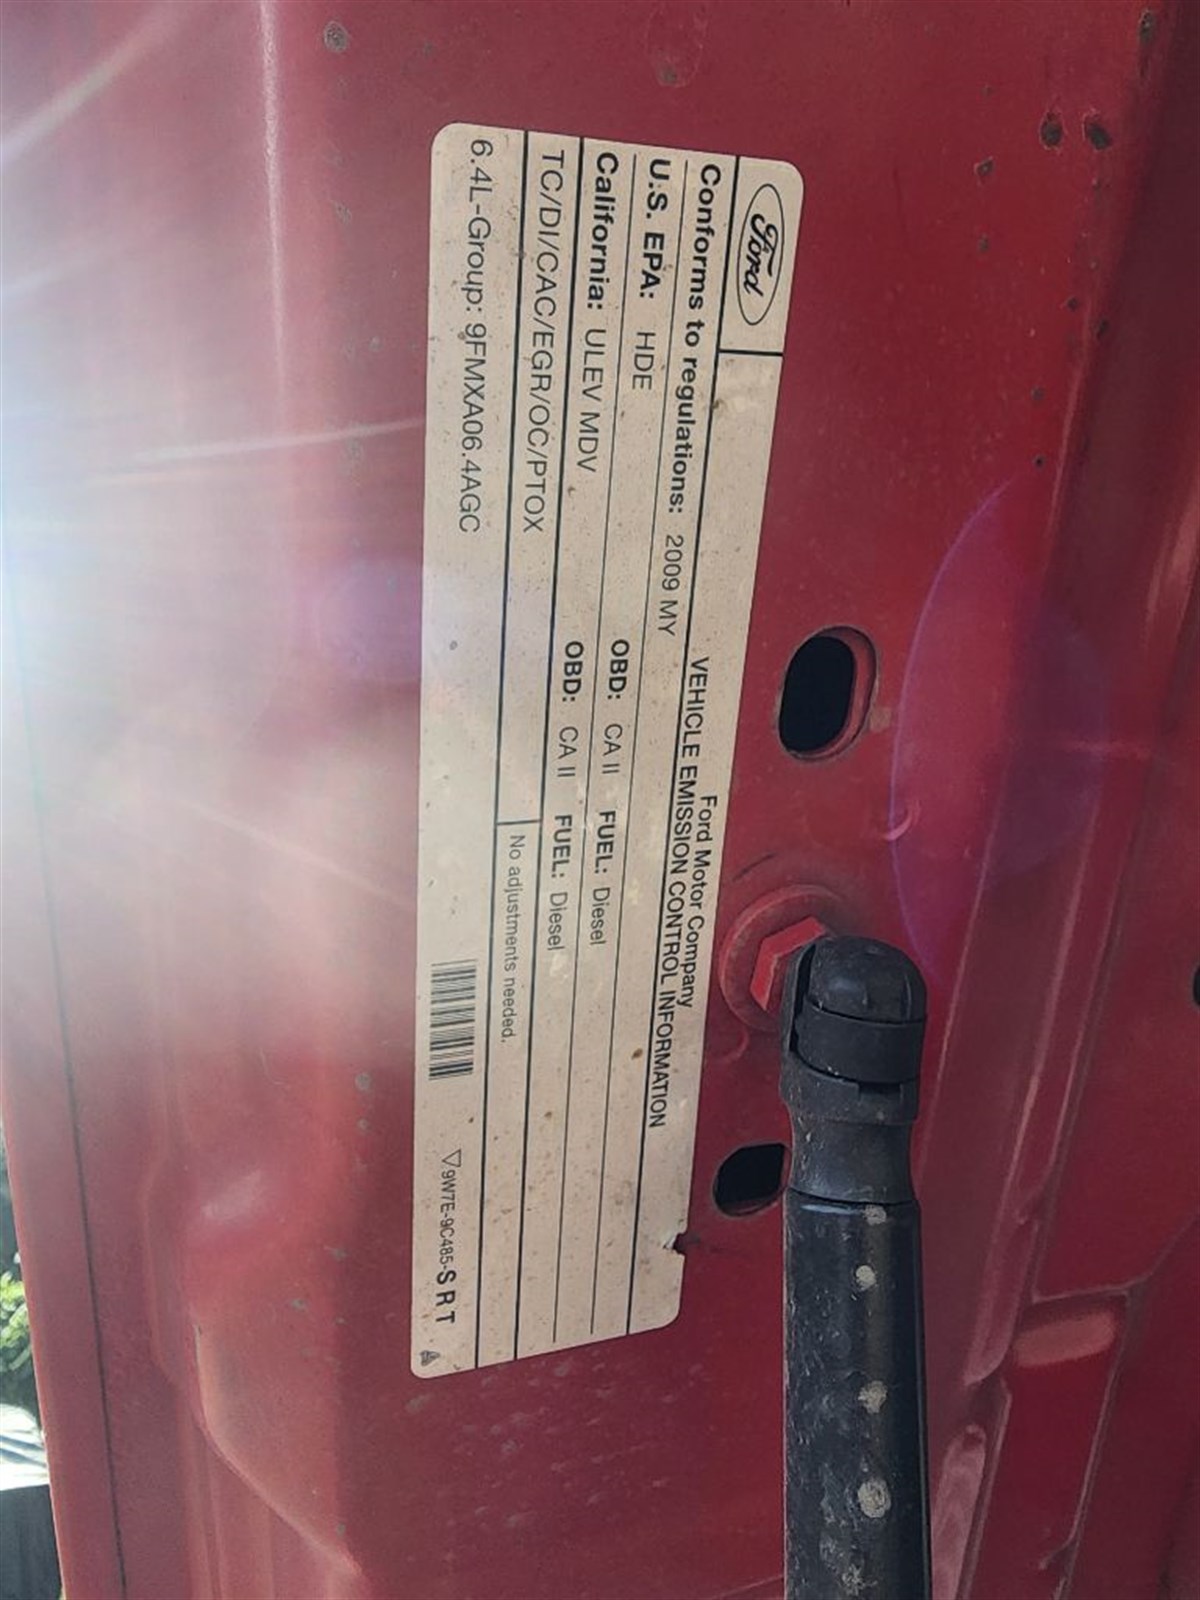 Ford
Ford Motor Company
VEHICLE EMISSION CONTROL INFORMATION
Conforms to regulations: 2009 MY
U.S. EPA: HDE OBD: CA II FUEL: Diesel
California: ULEV MDV OBD: CA II FUEL: Diesel
TC/DI/CAC/EGR/OC/PTOX
No adjustments needed.
6.4L-Group: 9FMXA06.4AGC
▽9W7E-9C485-S R T